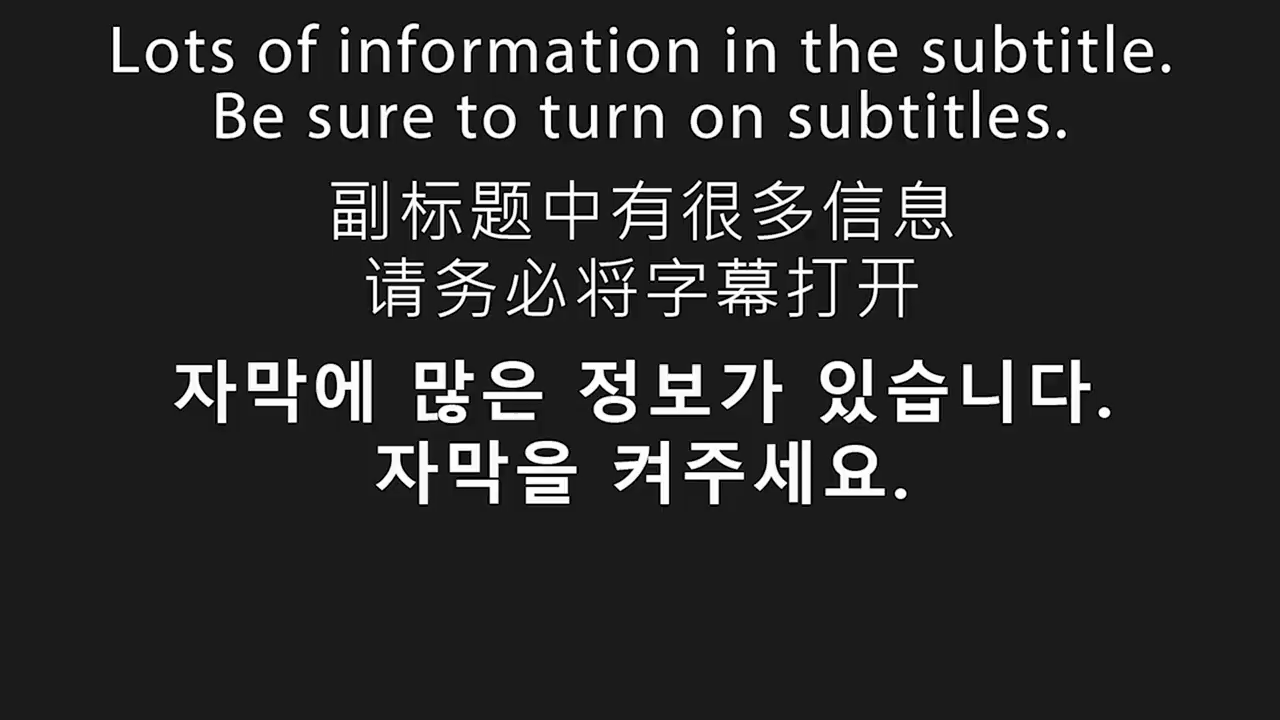 Lots of information in the subtitle.
Be sure to turn on subtitles.
副标题中有很多信息
请务必将字幕打开
자막에 많은 정보가 있습니다.
자막을 켜주세요.